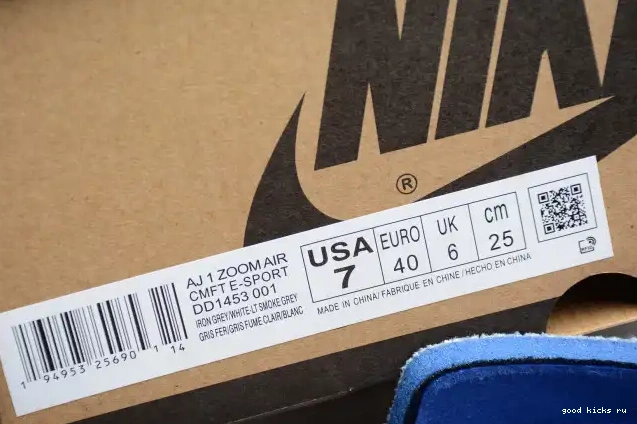 NIKE
®
AJ 1 ZOOM AIR
CMFT E-SPORT
DD1453 001
IRON GREY/WHITE-LT SMOKE GREY
GRIS FER/GRIS FUME CLAIR/BLANC
1 94953 25690 1 14
USA
7
EURO
40
UK
6
cm
25
MADE IN CHINA/ FABRIQUE EN CHINE / HECHO EN CHINA
good kicks ru